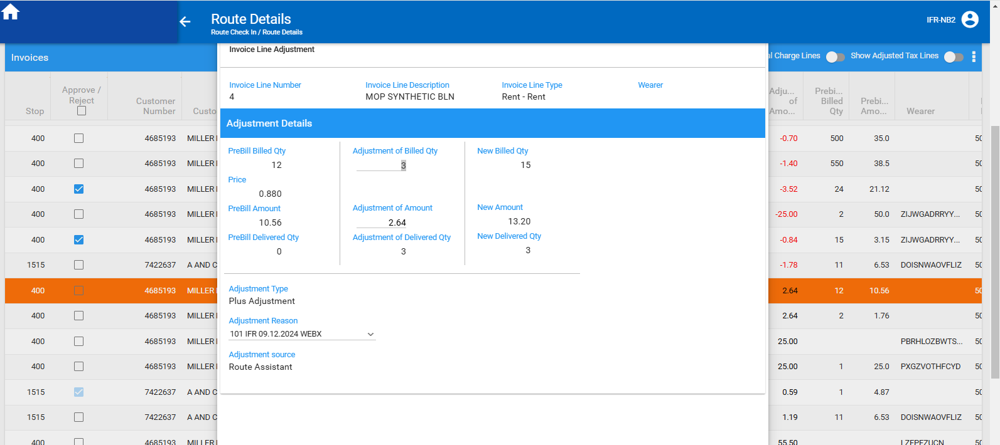 Route Details
Route Check In / Route Details
IFR-NB2
Invoices
Charge Lines
Show Adjusted Tax Lines
Invoice Line Adjustment
Invoice Line Number
Invoice Line Description
Invoice Line Type
Wearer
4
MOP SYNTHETIC BLN
Rent - Rent
Adjustment Details
PreBill Billed Qty
Adjustment of Billed Qty
New Billed Qty
12
3
15
Price
0.880
PreBill Amount
Adjustment of Amount
New Amount
10.56
2.64
13.20
PreBill Delivered Qty
Adjustment of Delivered Qty
New Delivered Qty
0
3
3
Adjustment Type
Plus Adjustment
Adjustment Reason
101 IFR 09.12.2024 WEBX
Adjustment source
Route Assistant
Stop
Approve /
Reject
Customer
Number
Custo
Adju...
of
Amo...
Prebi...
Billed
Qty
Prebi...
Amo...
Wearer
400 4685193 MILLER -0.70 500 35.0 50
400 4685193 MILLER -1.40 550 38.5 50
400 4685193 MILLER -3.52 24 21.12 50
400 4685193 MILLER -25.00 2 50.0 ZIJWGADRRYY... 50
400 4685193 MILLER -0.84 15 3.15 ZIJWGADRRYY... 50
1515 7422637 A AND C -1.78 11 6.53 DOISNWAOVFLIZ 50
400 4685193 MILLER 2.64 12 10.56 50
400 4685193 MILLER 2.64 2 1.76 50
400 4685193 MILLER 25.00 PBRHLOZBWTS... 50
400 4685193 MILLER 25.00 1 25.0 PXGZVOTHFCYD 50
1515 7422637 A AND C 0.59 1 4.87 50
1515 7422637 A AND C 1.19 11 6.53 DOISNWAOVFLIZ 50
400 4685193 MILLER 55.50